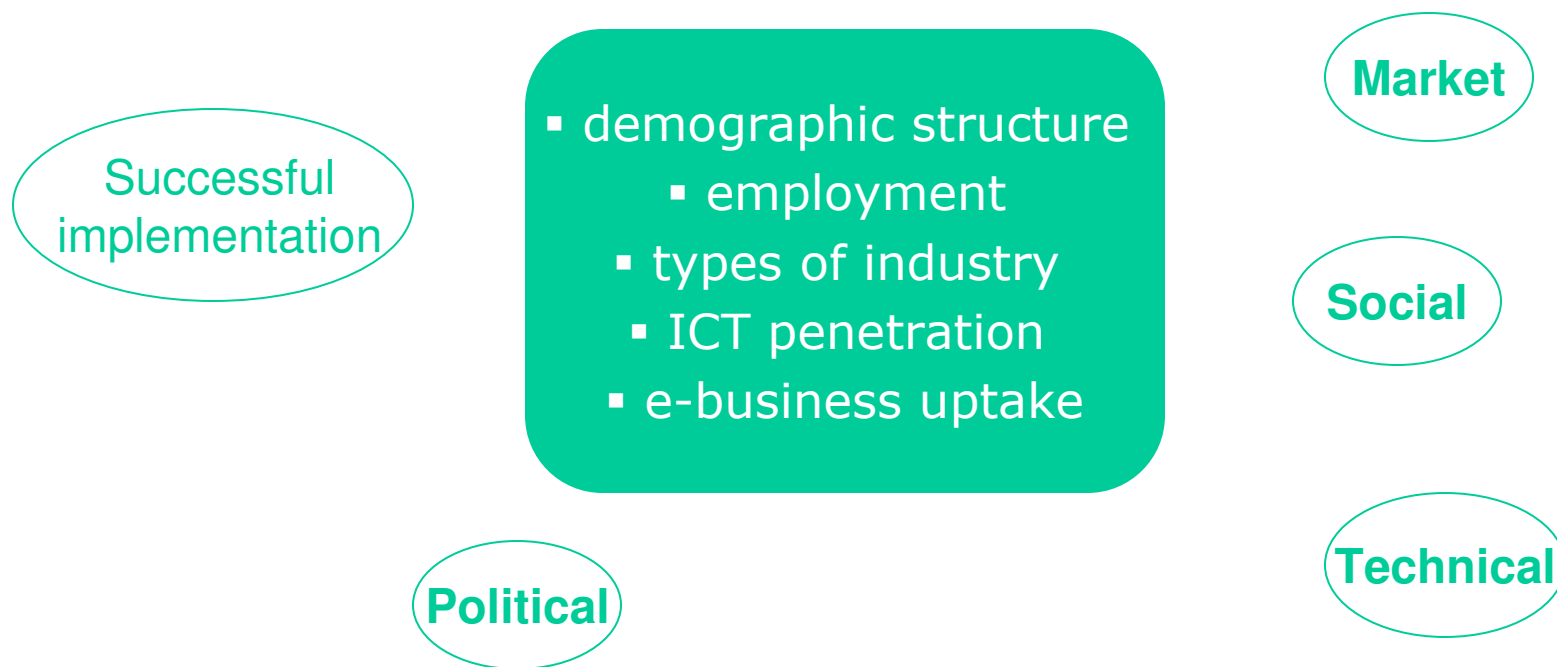 Successful
implementation
▪ demographic structure
▪ employment
▪ types of industry
▪ ICT penetration
▪ e-business uptake
Market
Social
Technical
Political